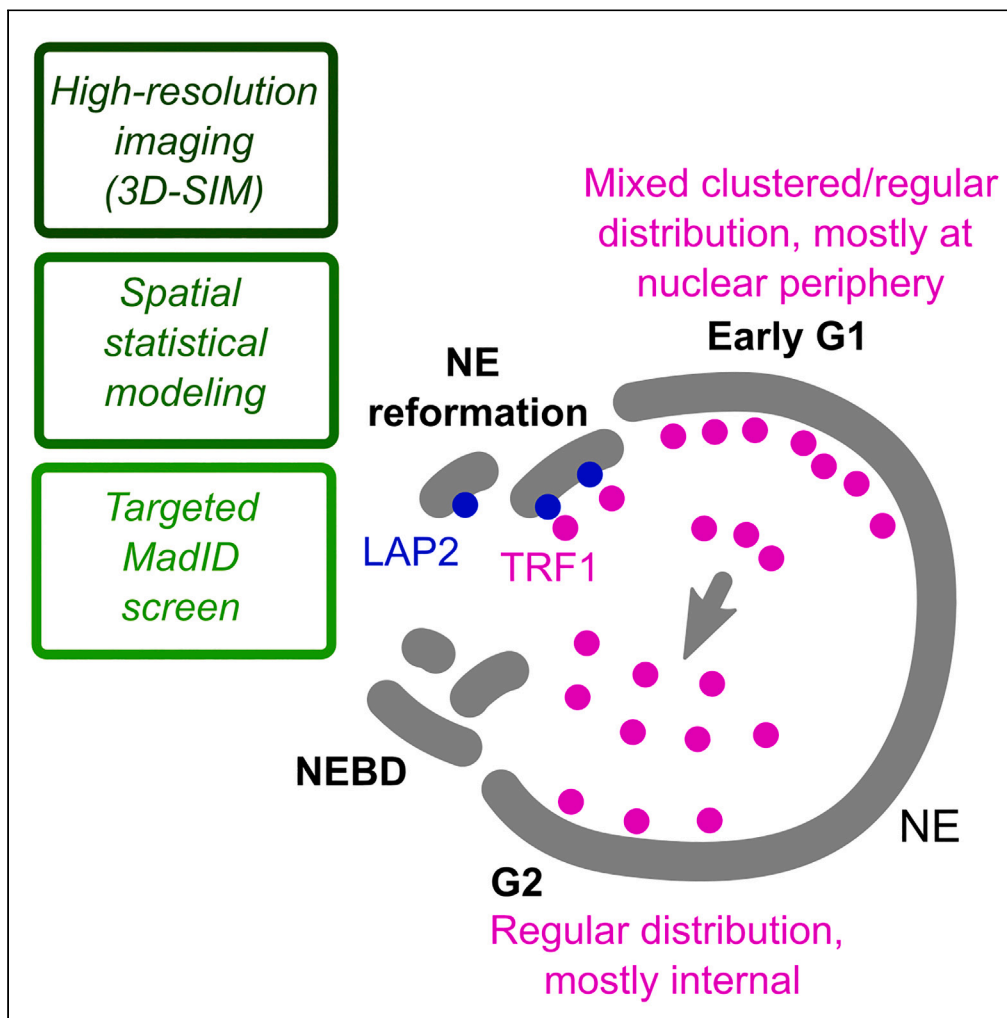 High-resolution
imaging
(3D-SIM)
Spatial
statistical
modeling
Targeted
MadID
screen
Mixed clustered/regular
distribution, mostly at
nuclear periphery
Early G1
NE
reformation
LAP2
TRF1
NEBD
NE
G2
Regular distribution,
mostly internal